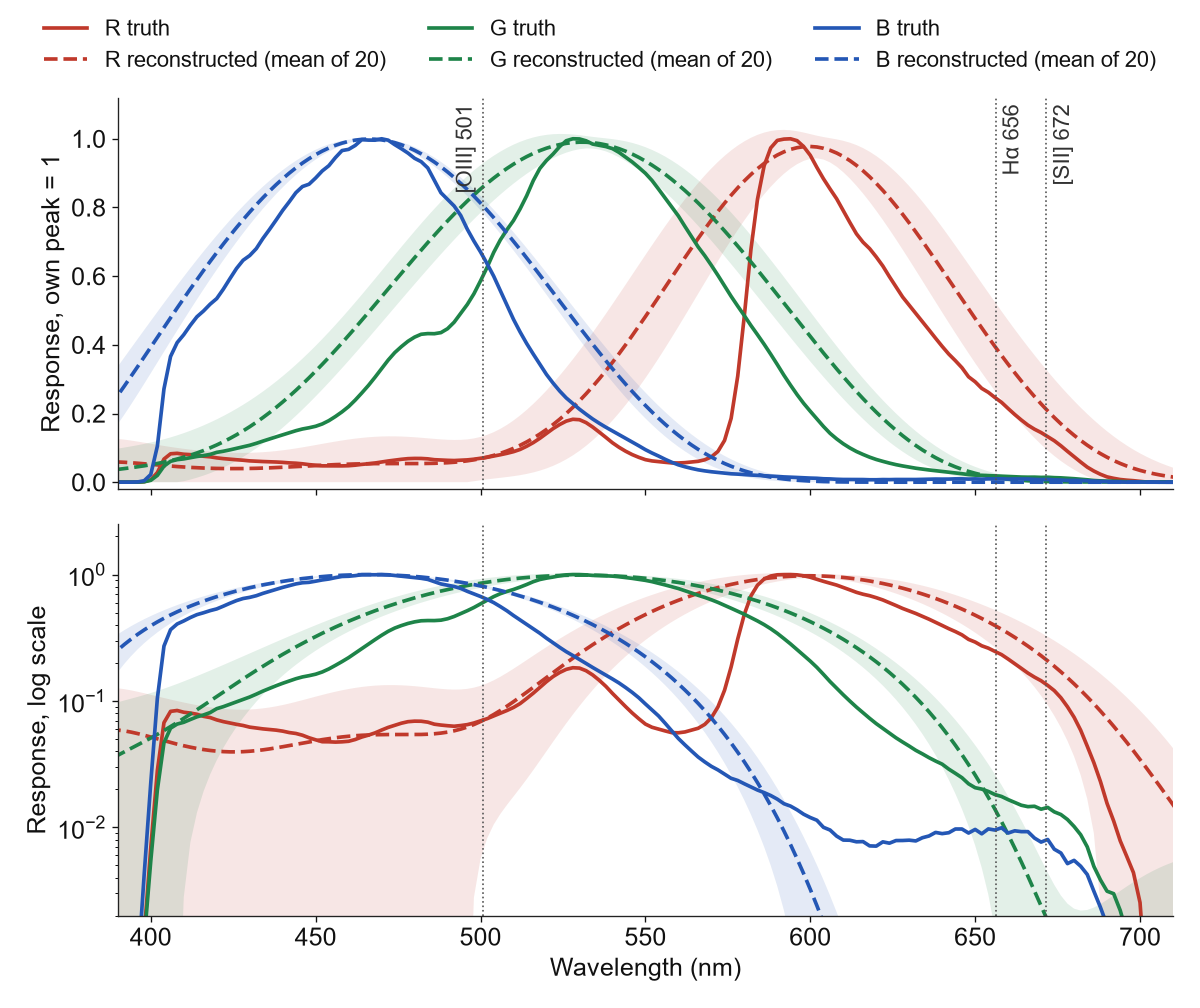 R truth
G truth
B truth
R reconstructed (mean of 20)
G reconstructed (mean of 20)
B reconstructed (mean of 20)
Response, own peak = 1
1.0
0.8
0.6
0.4
0.2
0.0
[OIII] 501
Hα 656
[SII] 672
Response, log scale
10⁰
10⁻¹
10⁻²
400
450
500
550
600
650
700
Wavelength (nm)